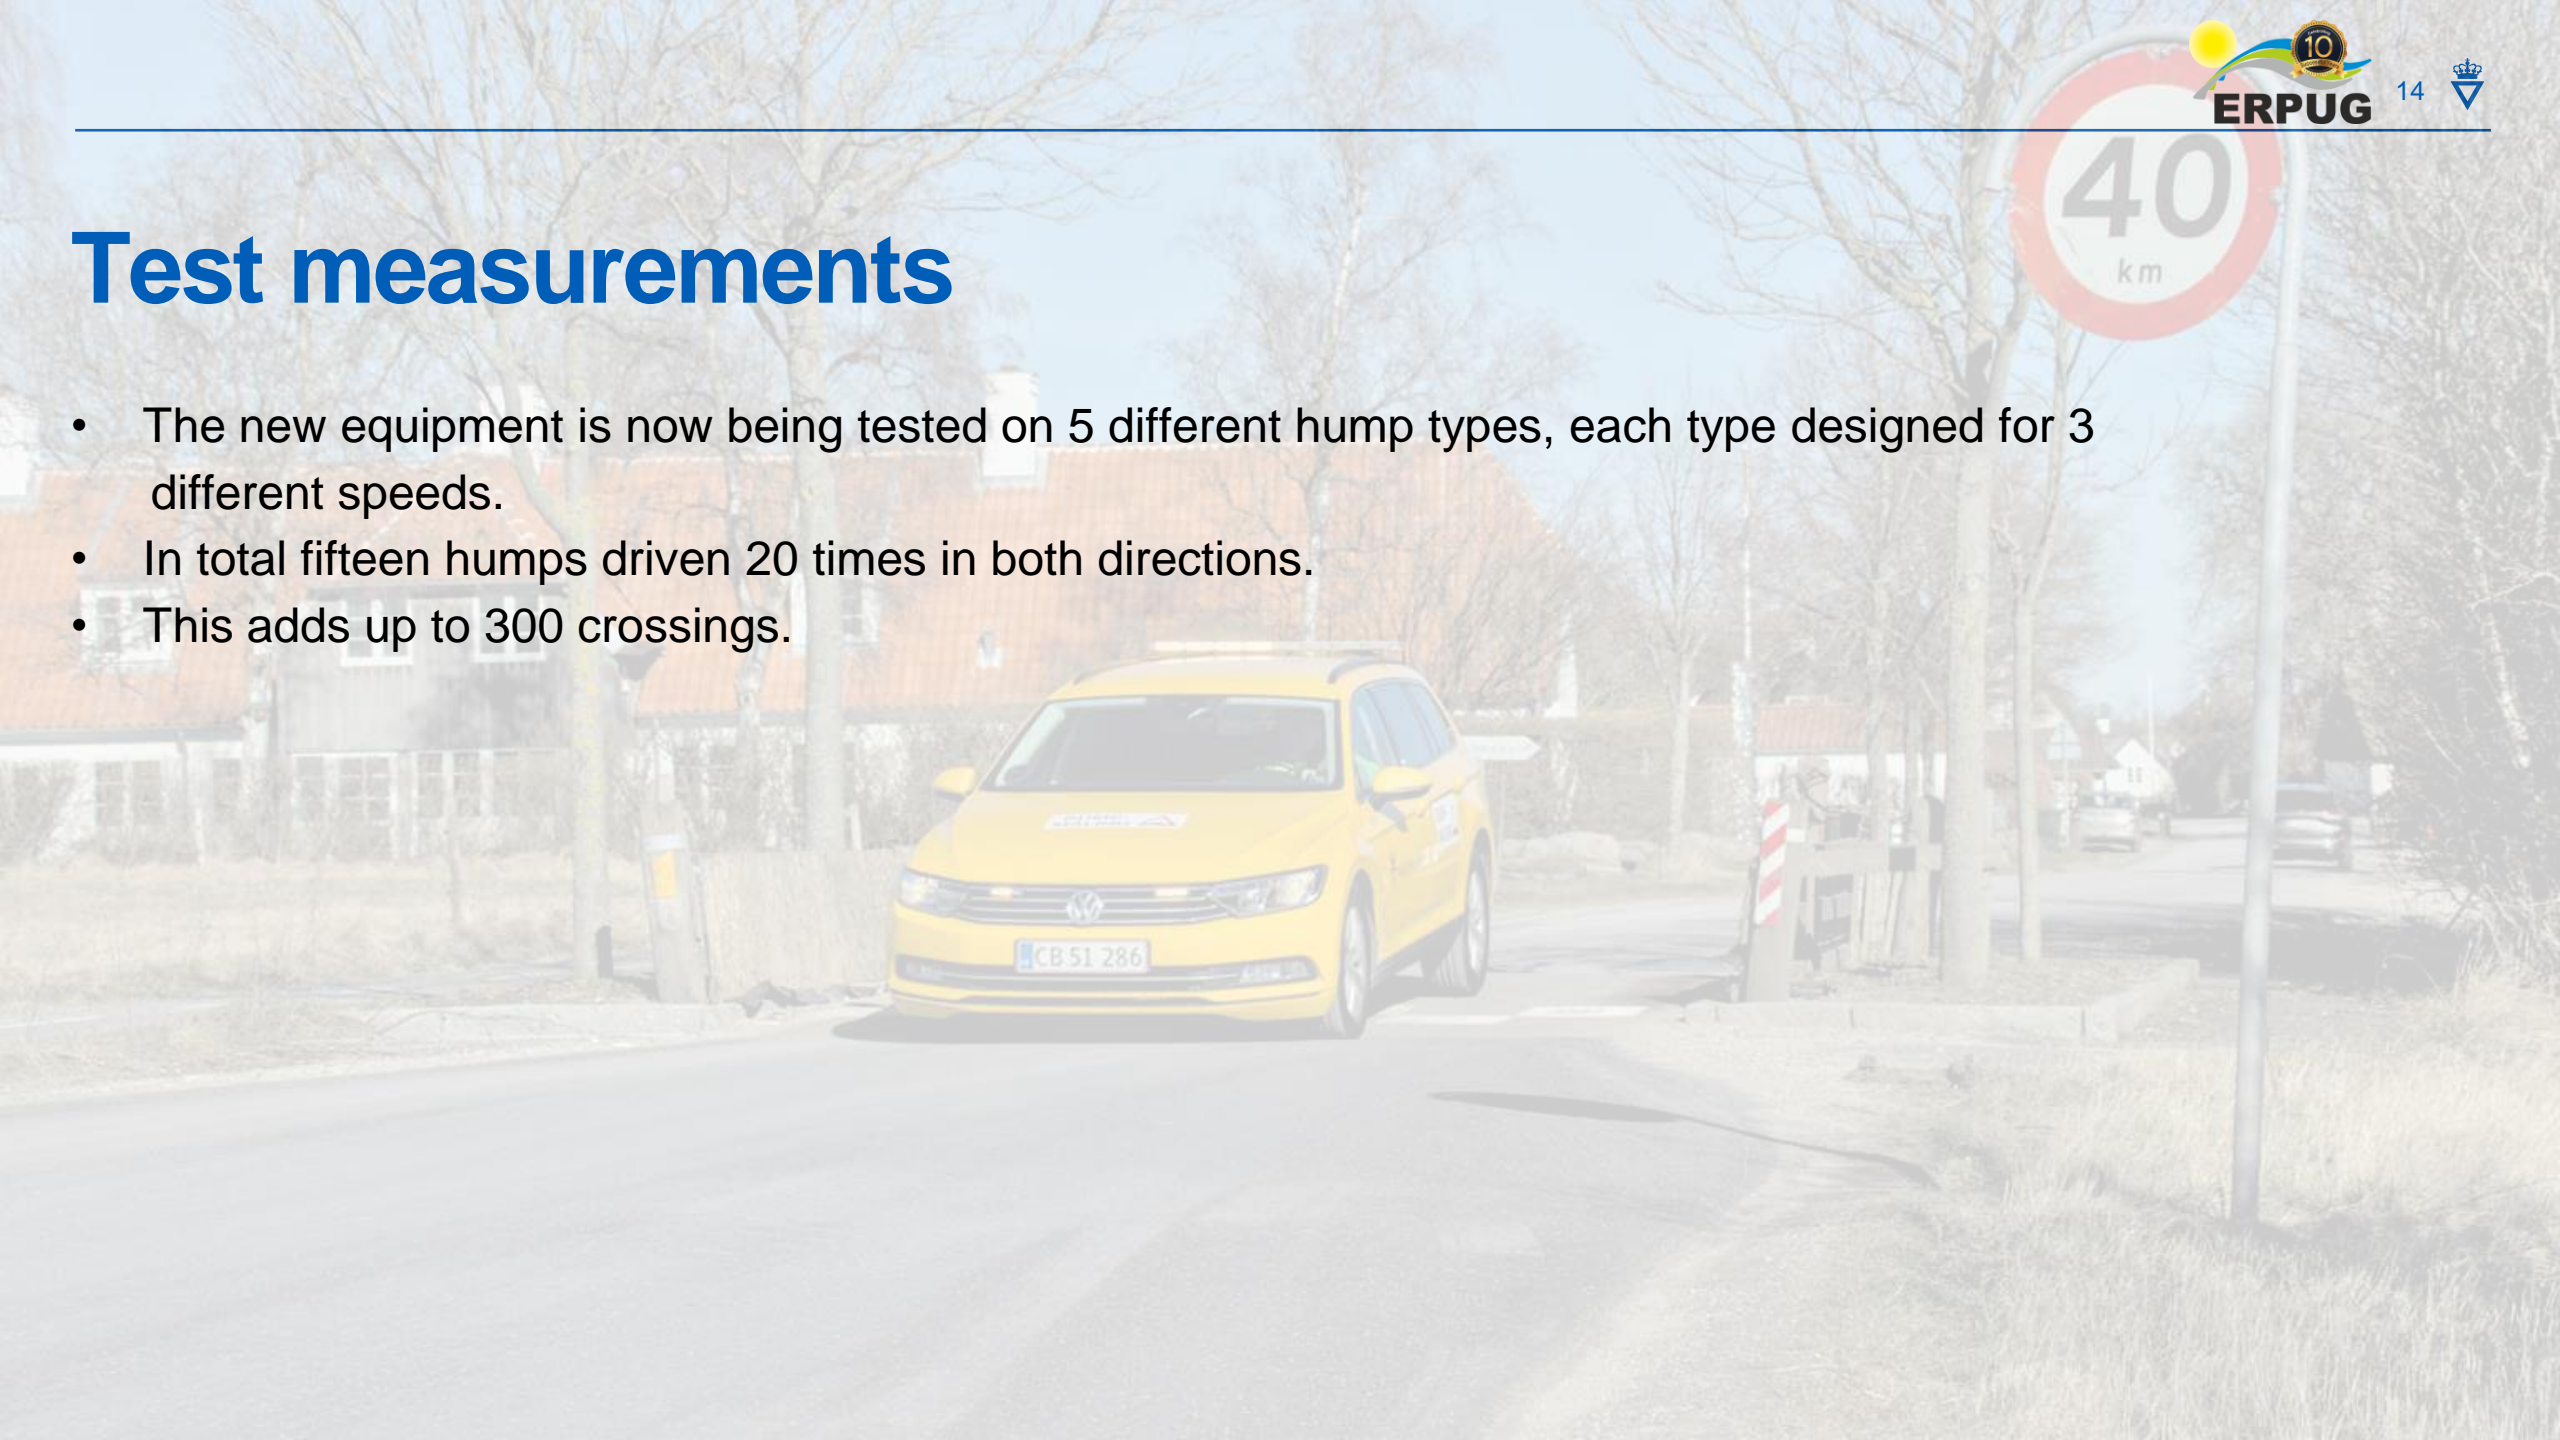 10
ERPUG
14
40
km
Test measurements
• The new equipment is now being tested on 5 different hump types, each type designed for 3
different speeds.
• In total fifteen humps driven 20 times in both directions.
• This adds up to 300 crossings.
CB 51 286